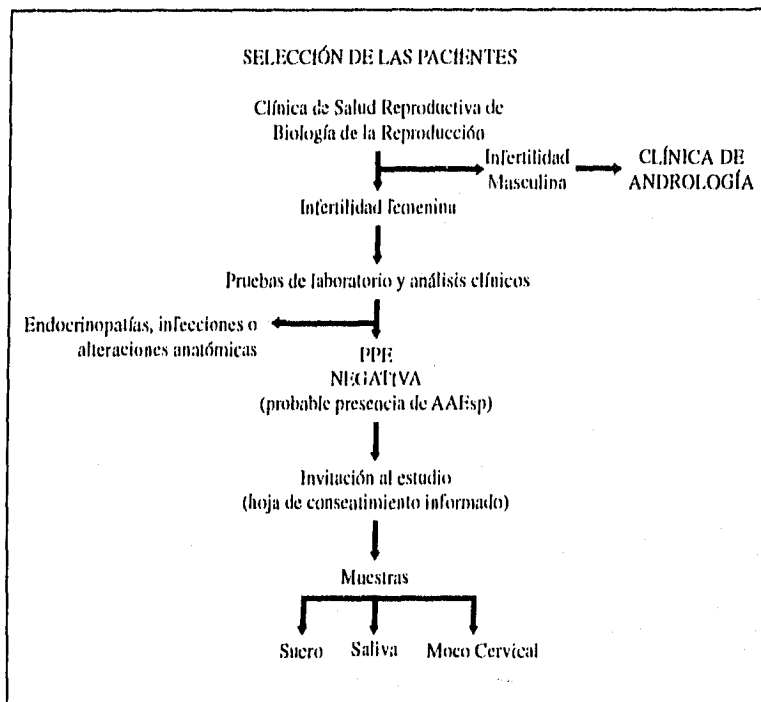 SELECCIÓN DE LAS PACIENTES
Clínica de Salud Reproductiva de
Biología de la Reproducción
Infertilidad
Masculina
CLÍNICA DE
ANDROLOGÍA
Infertilidad femenina
Pruebas de laboratorio y análisis clínicos
Endocrinopatías, infecciones o
alteraciones anatómicas
PPE
NEGATIVA
(probable presencia de AAEsp)
Invitación al estudio
(hoja de consentimiento informado)
Muestras
Suero Saliva Moco Cervical